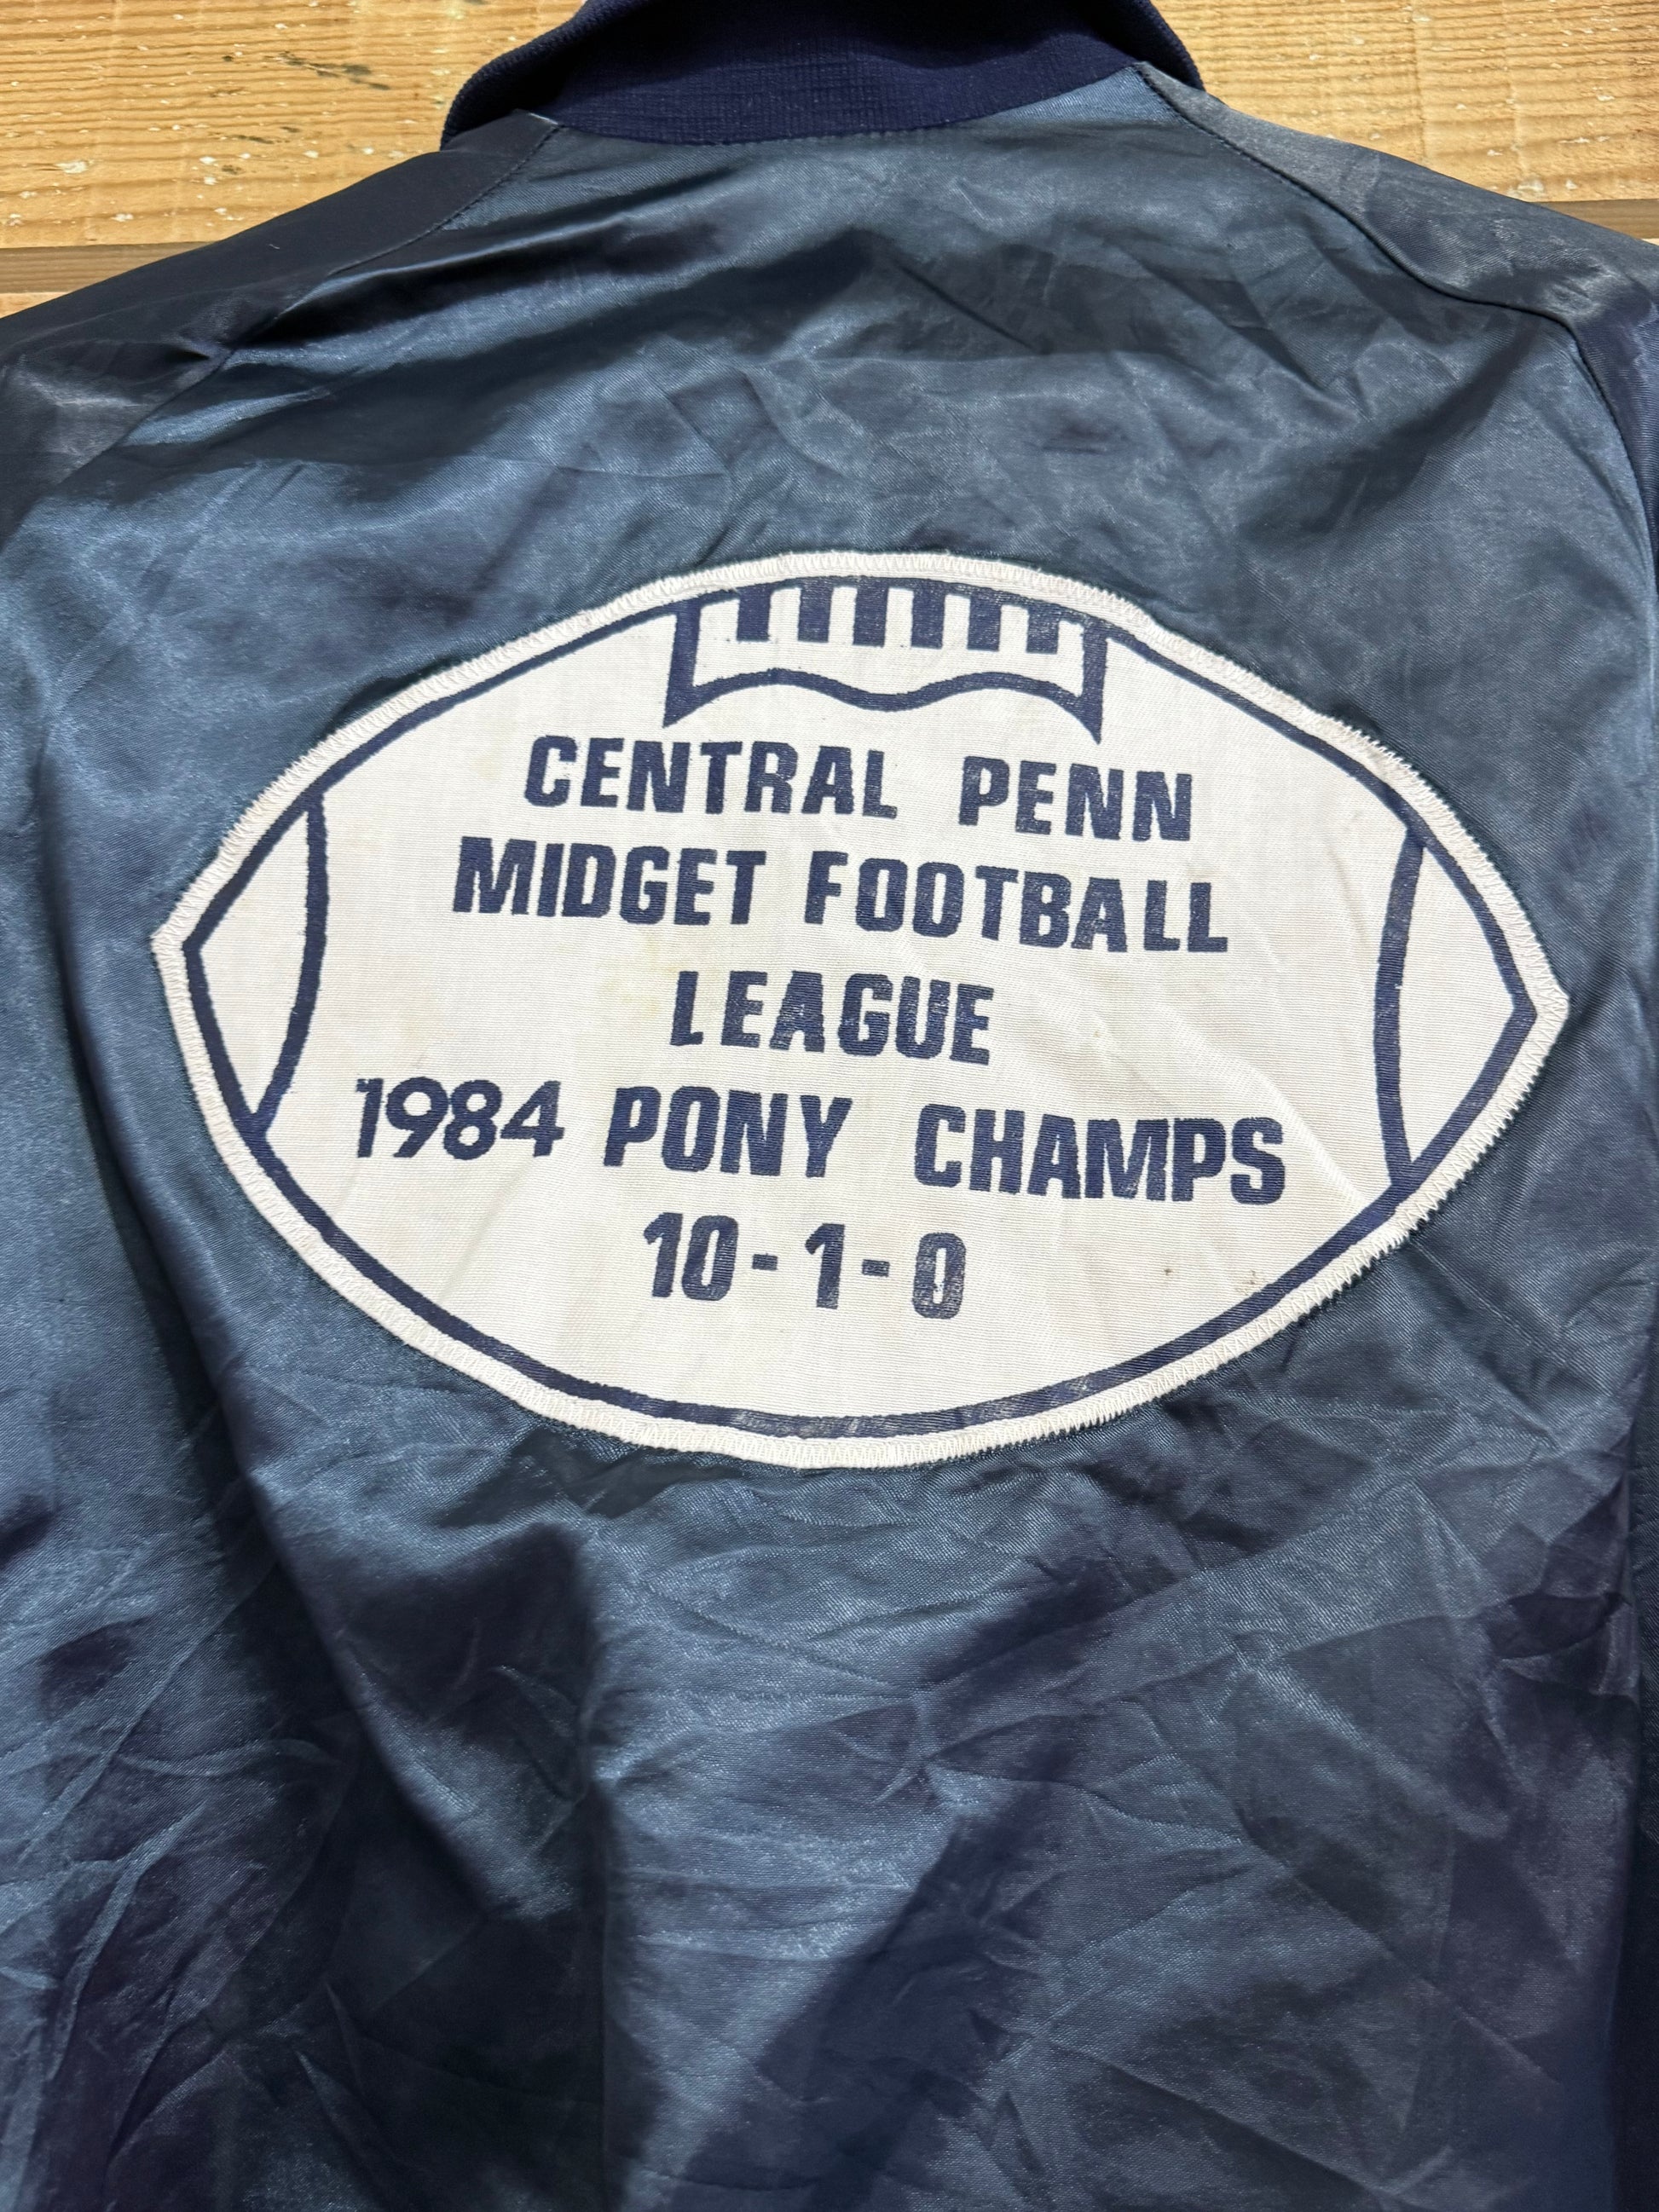 CENTRAL PENN
MIDGET FOOTBALL
LEAGUE
1984 PONY CHAMPS
10-1-0